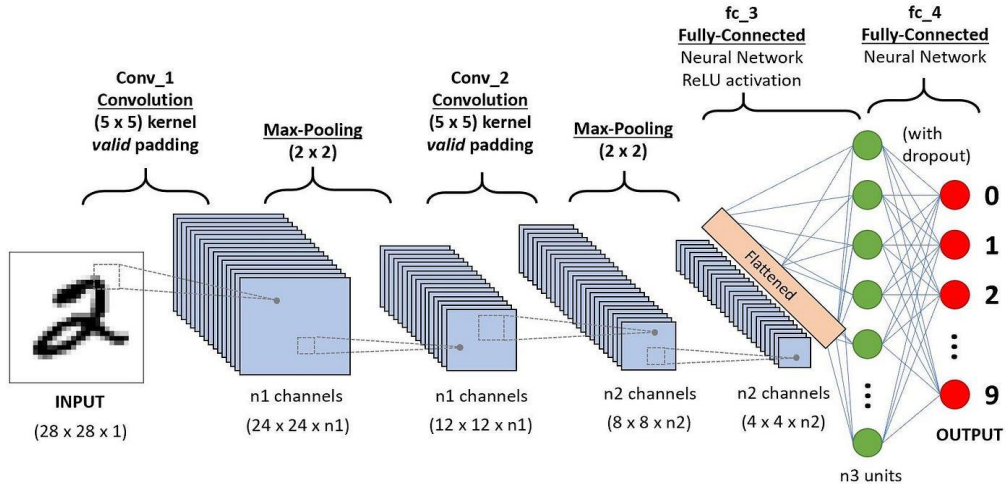 fc_3
Fully-Connected
Neural Network
ReLU activation
fc_4
Fully-Connected
Neural Network
Conv_1
Convolution
(5 x 5) kernel
valid padding
Max-Pooling
(2 x 2)
Conv_2
Convolution
(5 x 5) kernel
valid padding
Max-Pooling
(2 x 2)
(with
dropout)
Flattened
0
1
2
9
INPUT
(28 x 28 x 1)
n1 channels
(24 x 24 x n1)
n1 channels
(12 x 12 x n1)
n2 channels
(8 x 8 x n2)
n2 channels
(4 x 4 x n2)
n3 units
OUTPUT